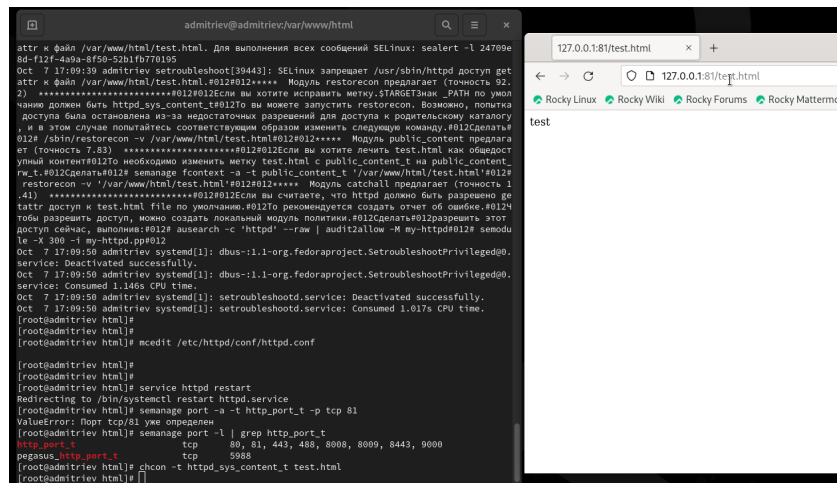 admitriev@admitriev:/var/www/html
attr к файл /var/www/html/test.html. Для выполнения всех сообщений SELinux: sealert -l 24709e
8d-f12f-4a9a-8f50-52b1fb770195
Oct  7 17:09:39 admitriev setroubleshoot[39443]: SELinux запрещает /usr/sbin/httpd доступ get
attr к файл /var/www/html/test.html.#012#012*****  Модуль restorecon предлагает (точность 92.
2)  ************************#012#012Если вы хотите исправить метку.$TARGETЗнак _PATH по умол
чанию должен быть httpd_sys_content_t#012То вы можете запустить restorecon. Возможно, попытка
доступа была остановлена из-за недостаточных разрешений для доступа к родительскому каталогу
, и в этом случае попытайтесь соответствующим образом изменить следующую команду.#012Сделать#
012# /sbin/restorecon -v /var/www/html/test.html#012#012*****  Модуль public_content предлага
ет (точность 7.83)  **********************#012#012Если вы хотите лечить test.html как общедост
упный контент#012То необходимо изменить метку test.html с public_content_t на public_content_
rw_t.#012Сделать#012# semanage fcontext -a -t public_content_t '/var/www/html/test.html'#012#
restorecon -v '/var/www/html/test.html'#012#012*****  Модуль catchall предлагает (точность 1
.41)  **************************#012#012Если вы считаете, что httpd должно быть разрешено ge
tattr доступ к test.html file по умолчанию.#012То рекомендуется создать отчет об ошибке.#012Ч
тобы разрешить доступ, можно создать локальный модуль политики.#012Сделать#012разрешить этот
доступ сейчас, выполнив:#012# ausearch -c 'httpd' --raw | audit2allow -M my-httpd#012# semodu
le -X 300 -i my-httpd.pp#012
Oct  7 17:09:50 admitriev systemd[1]: dbus-:1.1-org.fedoraproject.SetroubleshootPrivileged@0.
service: Deactivated successfully.
Oct  7 17:09:50 admitriev systemd[1]: dbus-:1.1-org.fedoraproject.SetroubleshootPrivileged@0.
service: Consumed 1.146s CPU time.
Oct  7 17:09:50 admitriev systemd[1]: setroubleshootd.service: Deactivated successfully.
Oct  7 17:09:50 admitriev systemd[1]: setroubleshootd.service: Consumed 1.017s CPU time.
[root@admitriev html]#
[root@admitriev html]#
[root@admitriev html]# mcedit /etc/httpd/conf/httpd.conf
[root@admitriev html]#
[root@admitriev html]#
[root@admitriev html]# service httpd restart
Redirecting to /bin/systemctl restart httpd.service
[root@admitriev html]# semanage port -a -t http_port_t -p tcp 81
ValueError: Порт tcp/81 уже определен
[root@admitriev html]# semanage port -l | grep http_port_t
http_port_t                    tcp      80, 81, 443, 488, 8008, 8009, 8443, 9000
pegasus_http_port_t            tcp      5988
[root@admitriev html]# chcon -t httpd_sys_content_t test.html
[root@admitriev html]#
127.0.0.1:81/test.html
127.0.0.1:81/test.html
Rocky Linux Rocky Wiki Rocky Forums Rocky Mattermo
test